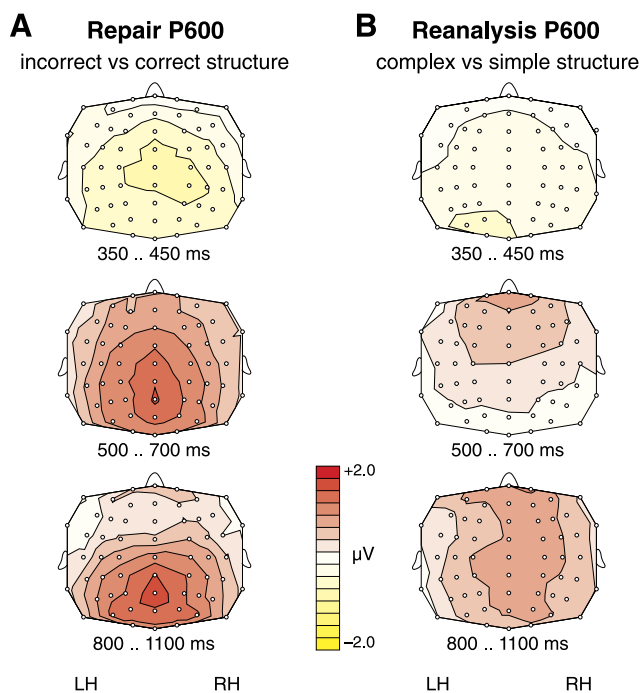 A Repair P600
incorrect vs correct structure
350 .. 450 ms
500 .. 700 ms
800 .. 1100 ms
LH RH
B Reanalysis P600
complex vs simple structure
350 .. 450 ms
500 .. 700 ms
800 .. 1100 ms
LH RH
+2.0
µV
−2.0